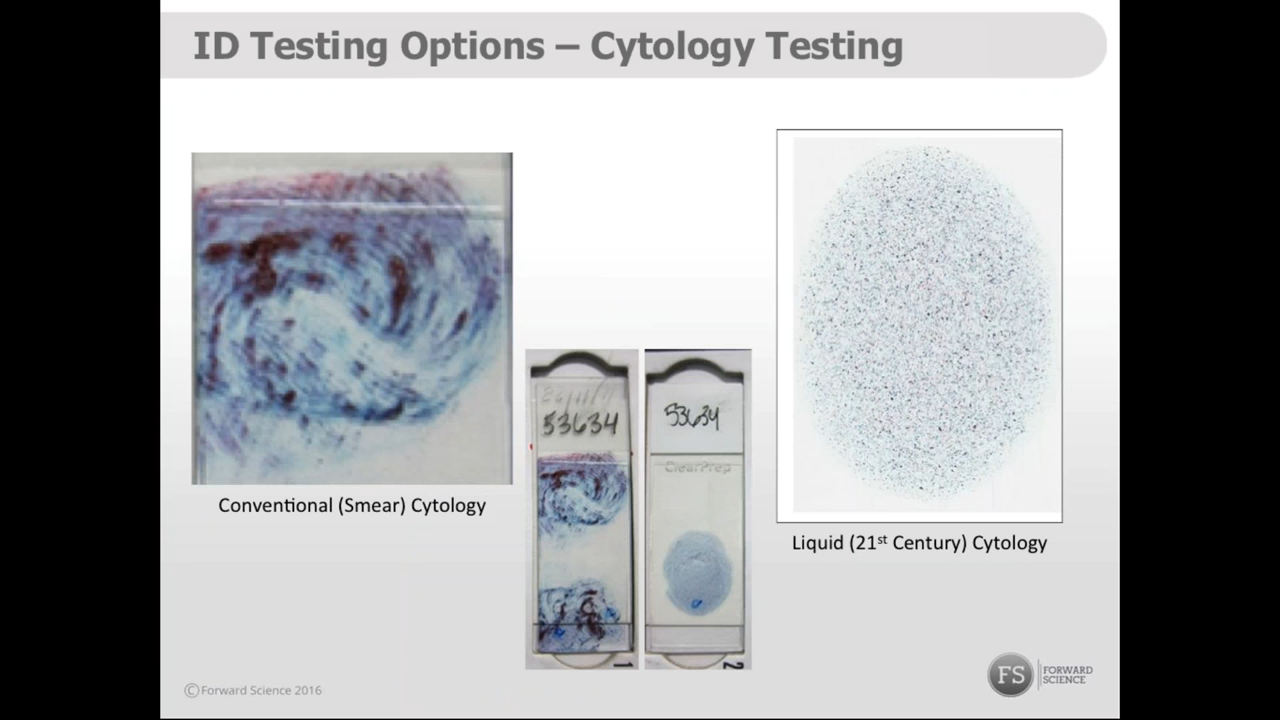 ID Testing Options – Cytology Testing
53634
53634
ClearPrep
1
2
Conventional (Smear) Cytology
Liquid (21st Century) Cytology
©Forward Science 2016
FS
FORWARD
SCIENCE